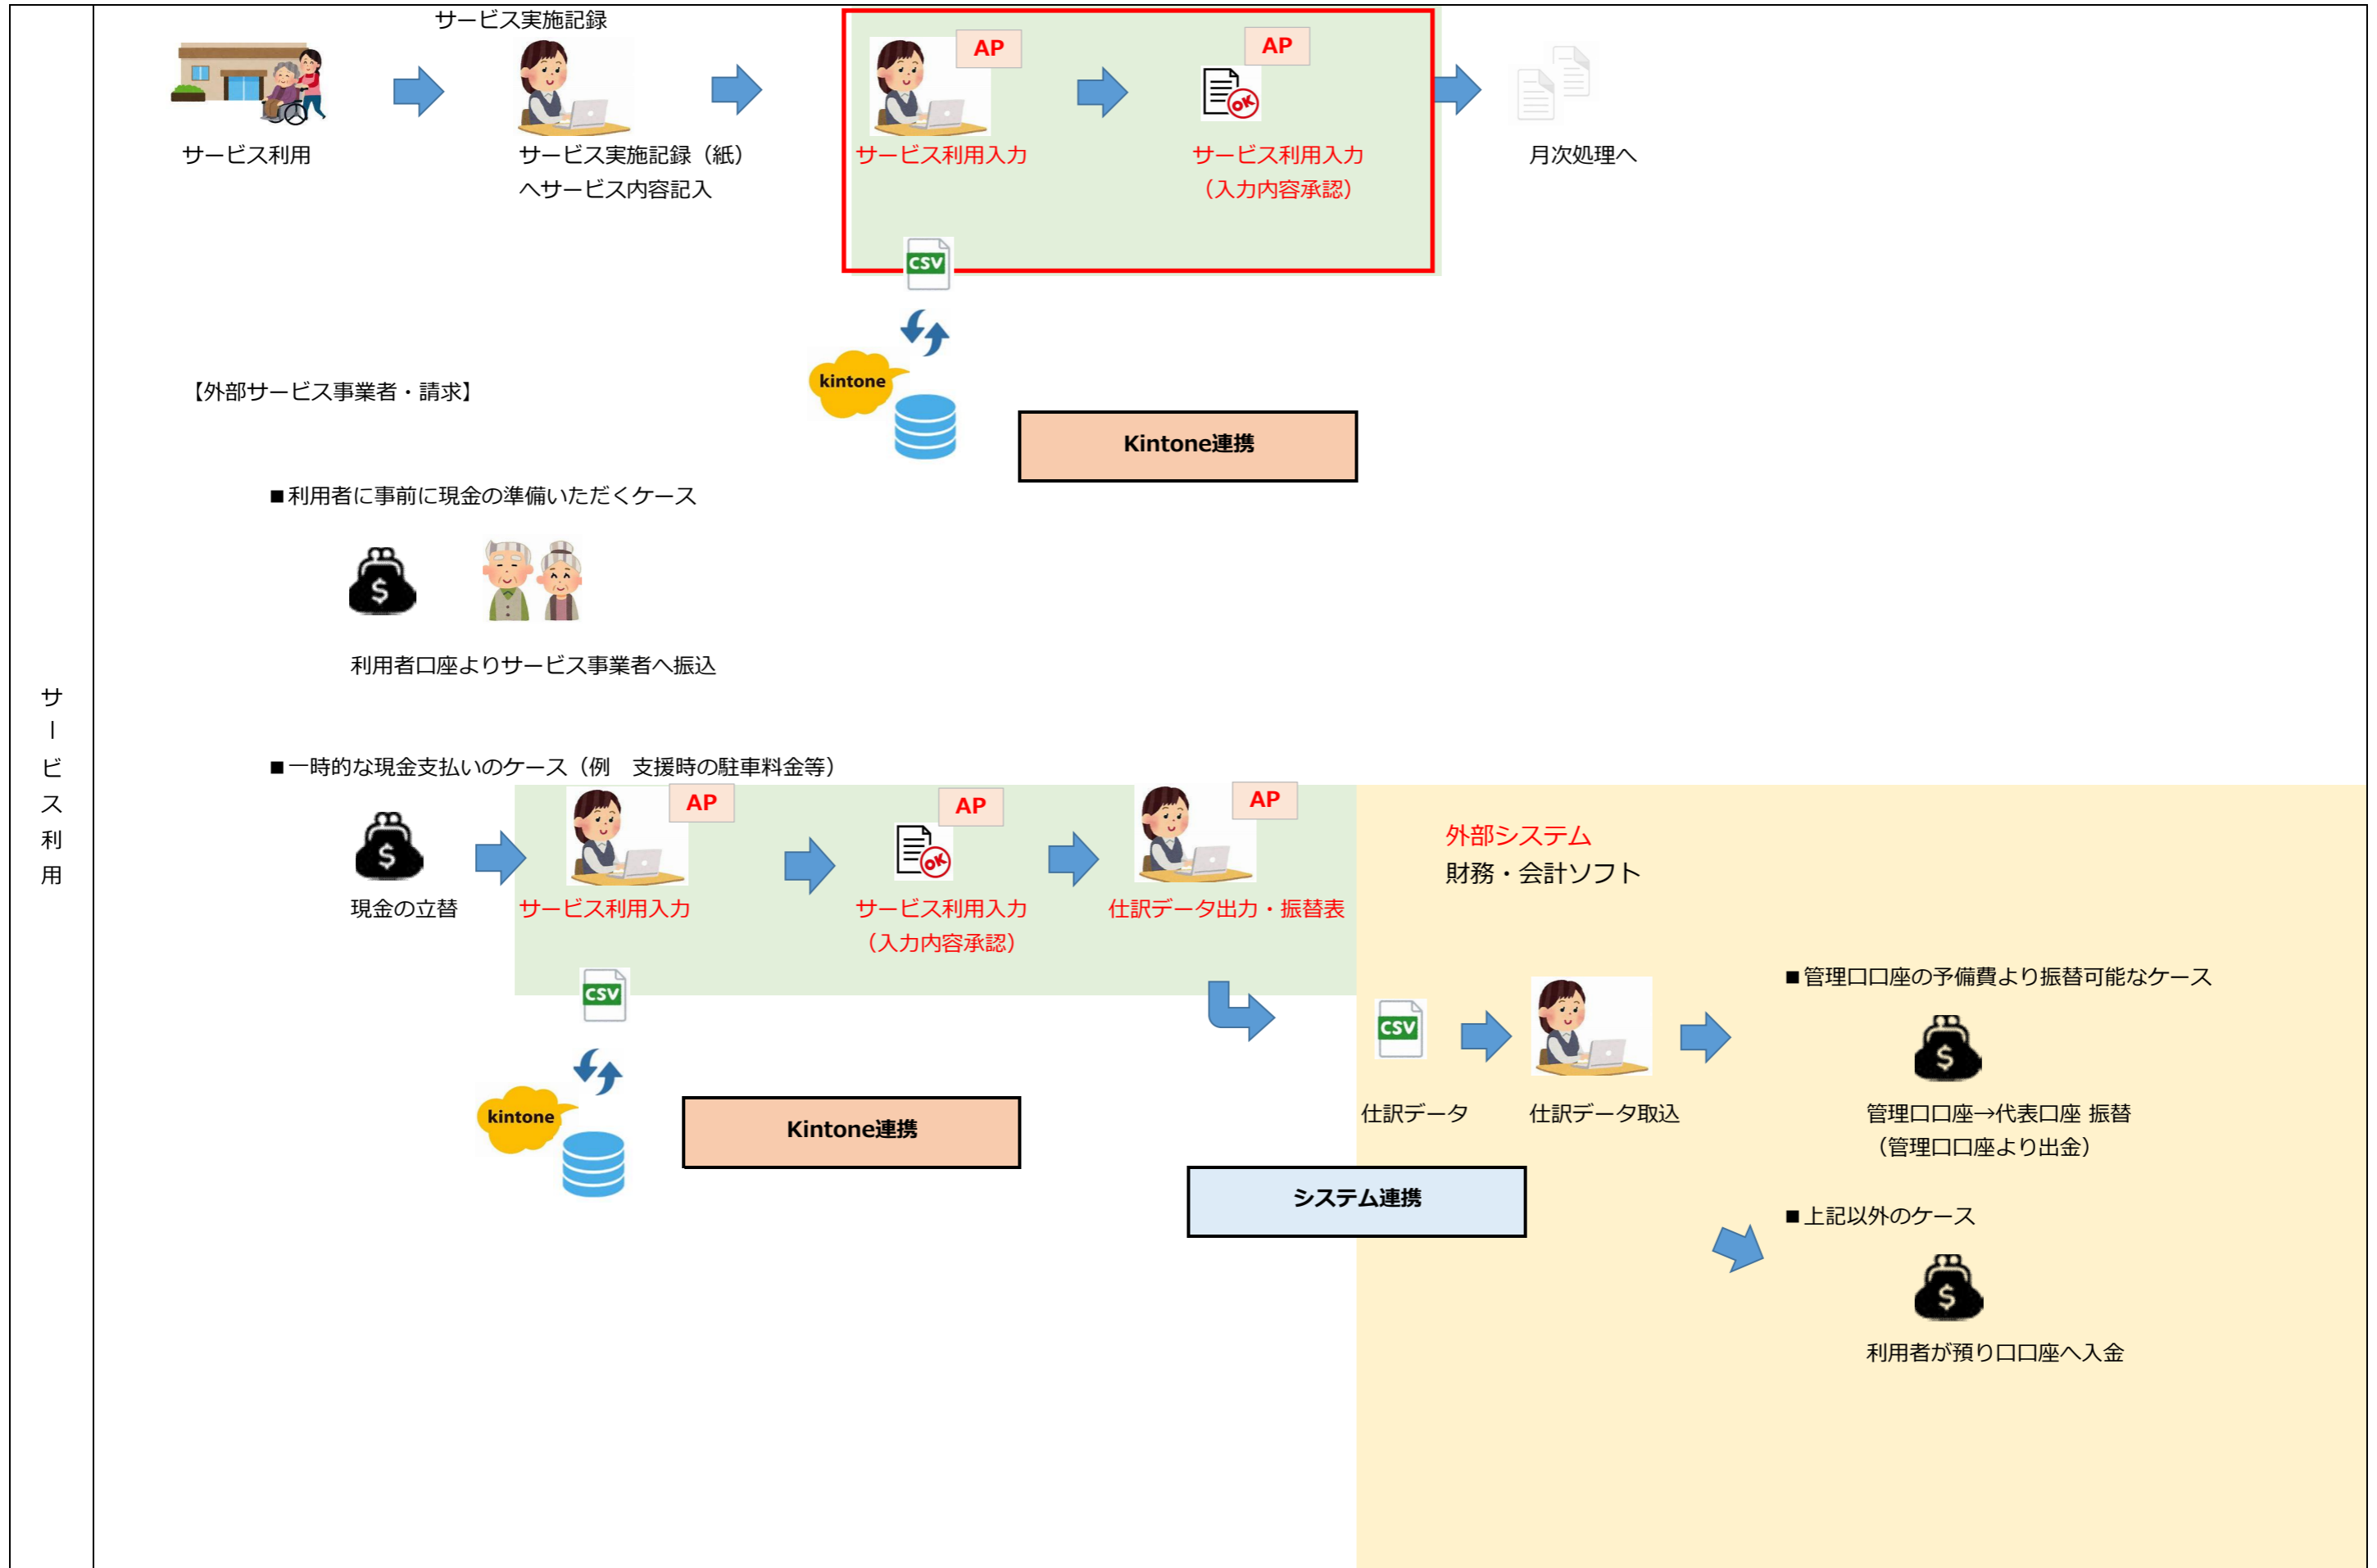 サービス利用
サービス実施記録
AP
AP
サービス利用
サービス実施記録（紙）
へサービス内容記入
サービス利用入力
サービス利用入力
（入力内容承認）
月次処理へ
CSV
kintone
【外部サービス事業者・請求】
Kintone連携
■利用者に事前に現金の準備いただくケース
利用者口座よりサービス事業者へ振込
■一時的な現金支払いのケース（例　支援時の駐車料金等）
AP
AP
AP
現金の立替
サービス利用入力
サービス利用入力
（入力内容承認）
仕訳データ出力・振替表
外部システム
財務・会計ソフト
CSV
kintone
Kintone連携
システム連携
CSV
仕訳データ
仕訳データ取込
■管理口口座の予備費より振替可能なケース
管理口口座→代表口座 振替
（管理口口座より出金）
■上記以外のケース
利用者が預り口口座へ入金
OK
OK
$
$
$
$